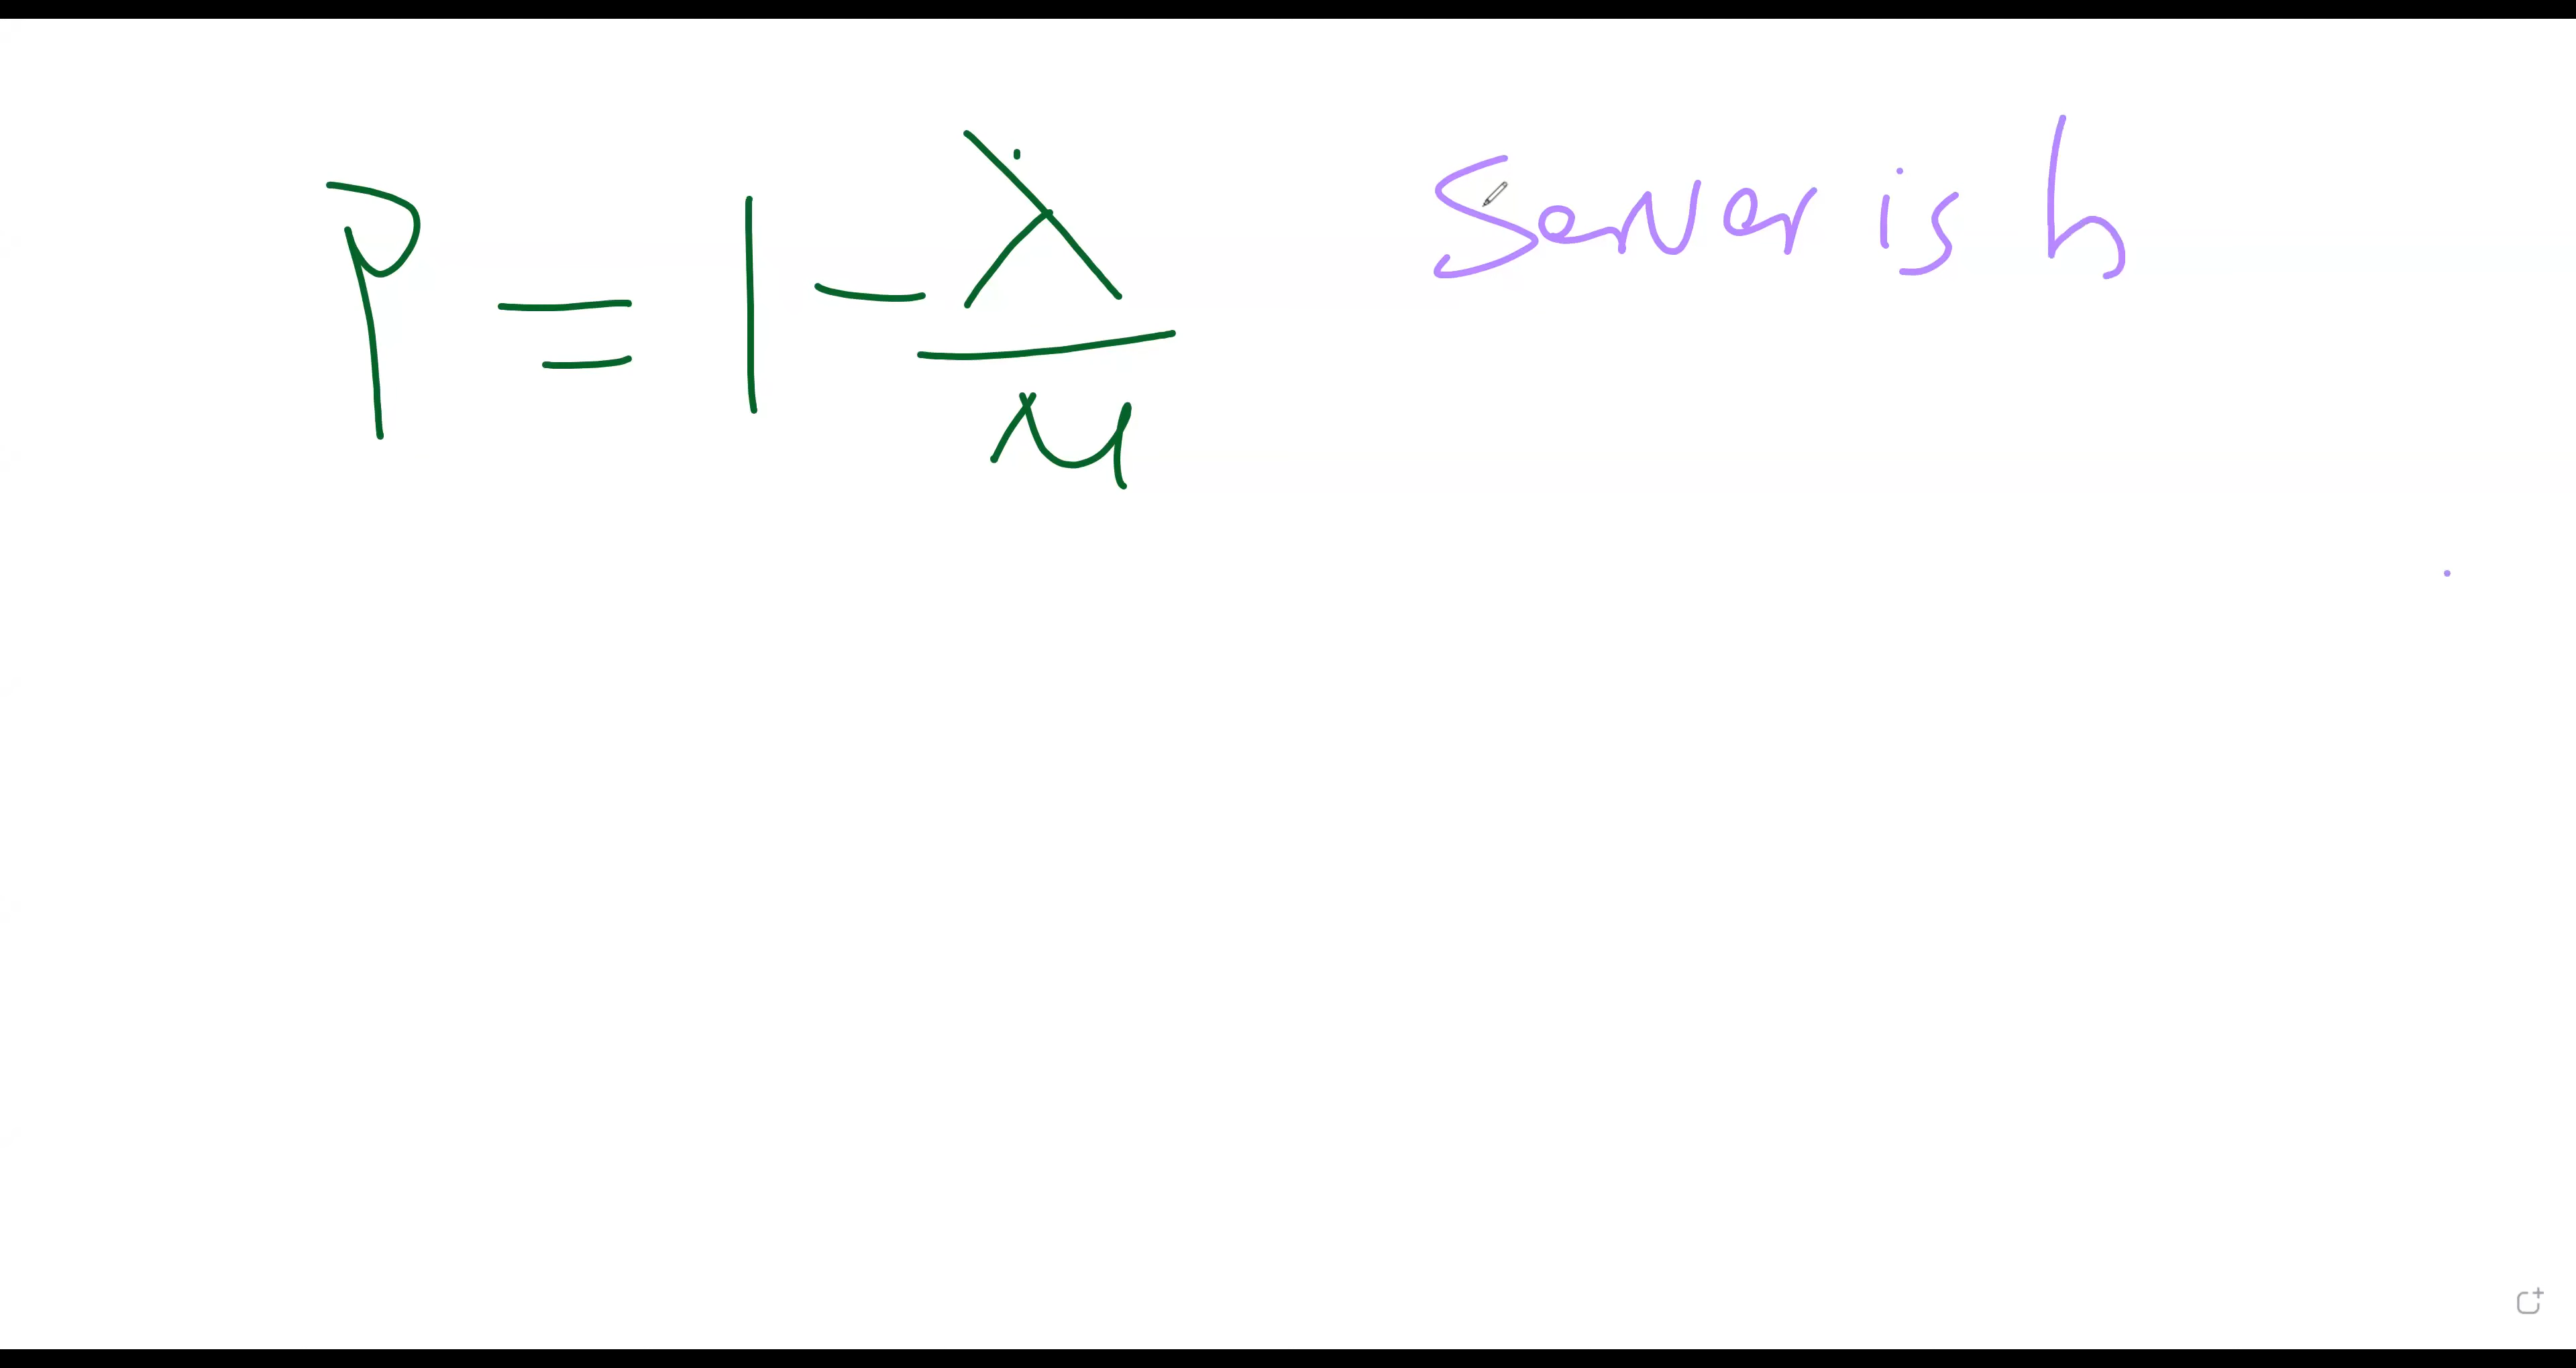 P = 1 - λ/μ
Server is h